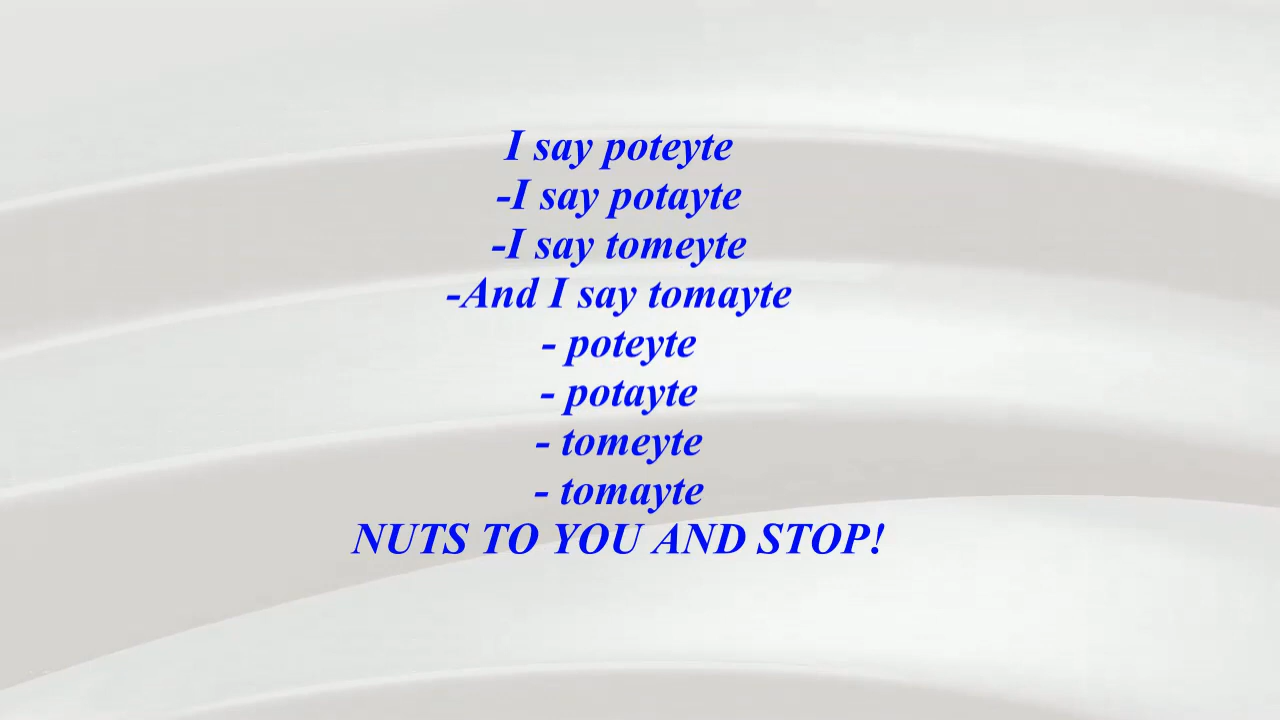 I say poteyte
-I say potayte
-I say tomeyte
-And I say tomayte
- poteyte
- potayte
- tomeyte
- tomayte
NUTS TO YOU AND STOP!